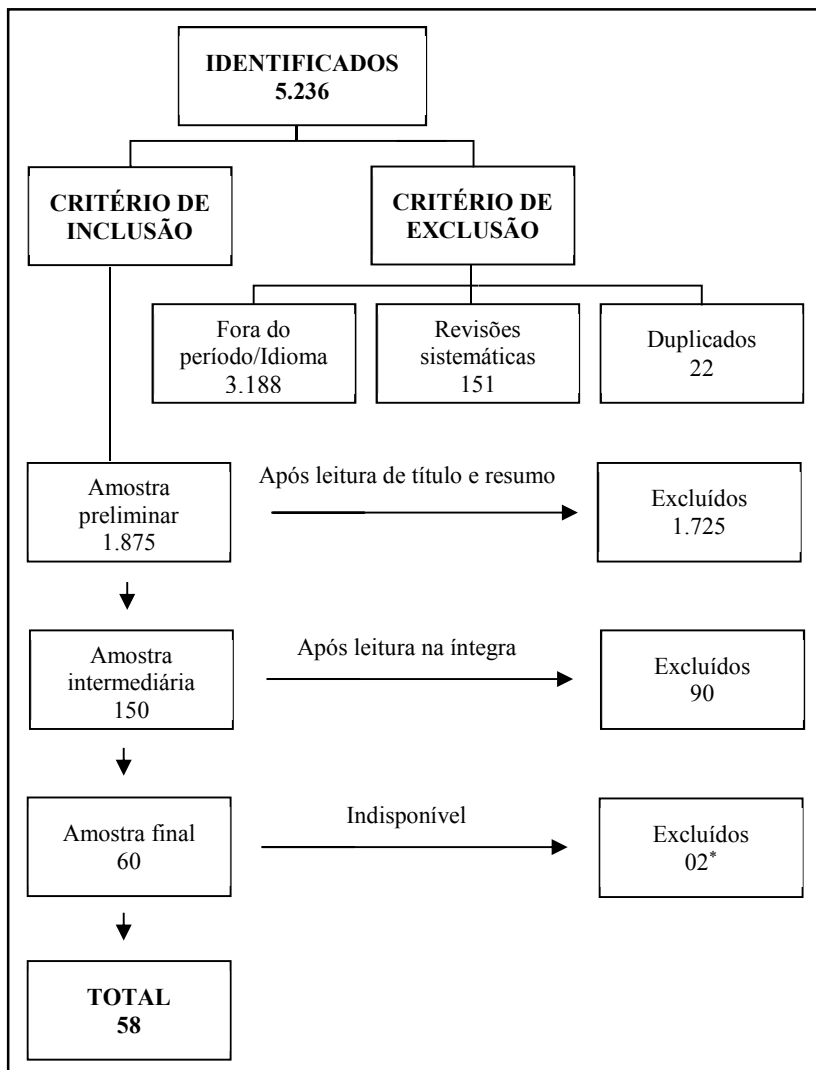 IDENTIFICADOS
5.236
CRITÉRIO DE
INCLUSÃO
CRITÉRIO DE
EXCLUSÃO
Fora do
período/Idioma
3.188
Revisões
sistemáticas
151
Duplicados
22
Amostra
preliminar
1.875
Após leitura de título e resumo
Excluídos
1.725
Amostra
intermediária
150
Após leitura na íntegra
Excluídos
90
Amostra final
60
Indisponível
Excluídos
02*
TOTAL
58